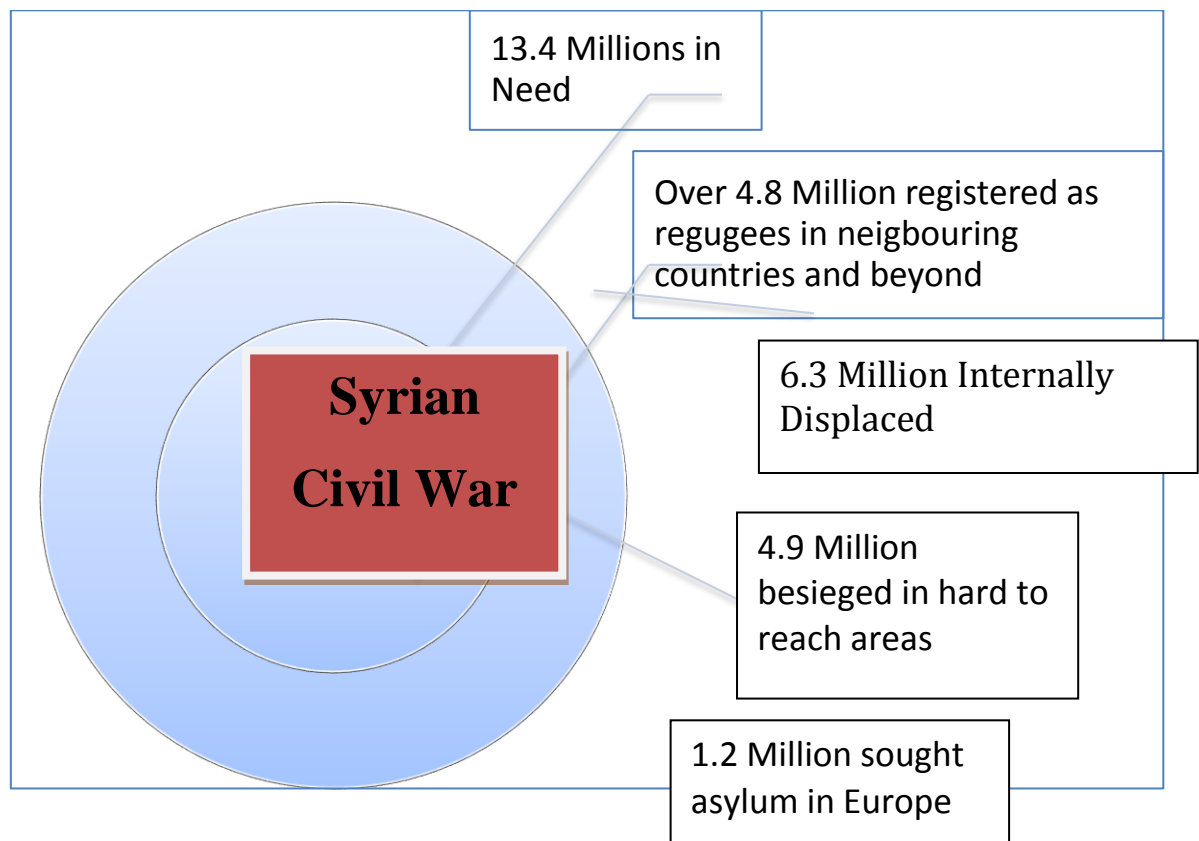 13.4 Millions in
Need
Over 4.8 Million registered as
regugees in neigbouring
countries and beyond
6.3 Million Internally
Displaced
Syrian
Civil War
4.9 Million
besieged in hard to
reach areas
1.2 Million sought
asylum in Europe